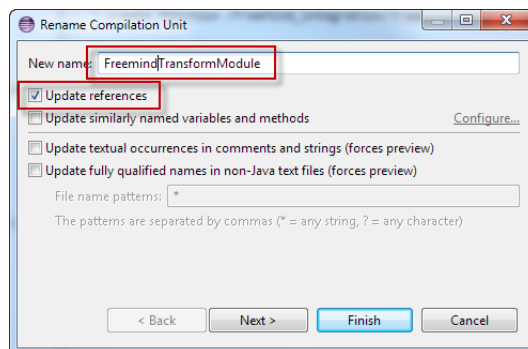 Rename Compilation Unit
New name: FreemindTransformModule
Update references
Update similarly named variables and methods Configure...
Update textual occurrences in comments and strings (forces preview)
Update fully qualified names in non-Java text files (forces preview)
File name patterns: *
The patterns are separated by commas (* = any string, ? = any character)
< Back Next > Finish Cancel